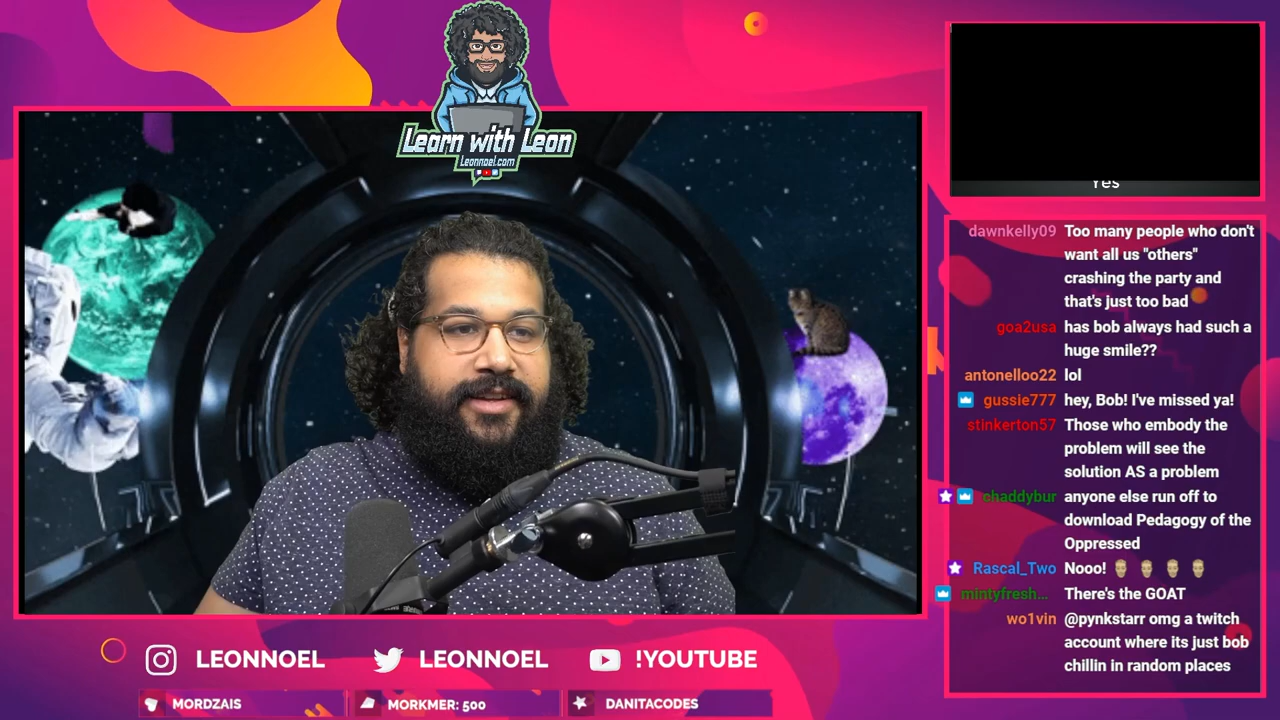 Learn with Leon
Leonnoel.com
Yes
dawnkelly09 Too many people who don't
want all us "others"
crashing the party and
that's just too bad
goa2usa has bob always had such a
huge smile??
antonelloo22 lol
gussie777 hey, Bob! I've missed ya!
stinkerton57 Those who embody the
problem will see the
solution AS a problem
chaddybur anyone else run off to
download Pedagogy of the
Oppressed
Rascal_Two Nooo!
mintyfresh... There's the GOAT
wo1vin @pynkstarr omg a twitch
account where its just bob
chillin in random places
LEONNOEL LEONNOEL !YOUTUBE
MORDZAIS MORKMER: 500 DANITACODES